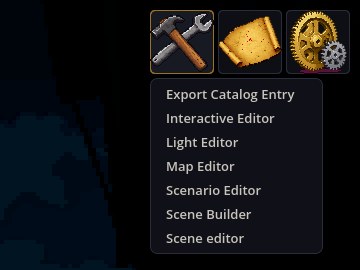 Export Catalog Entry
Interactive Editor
Light Editor
Map Editor
Scenario Editor
Scene Builder
Scene editor